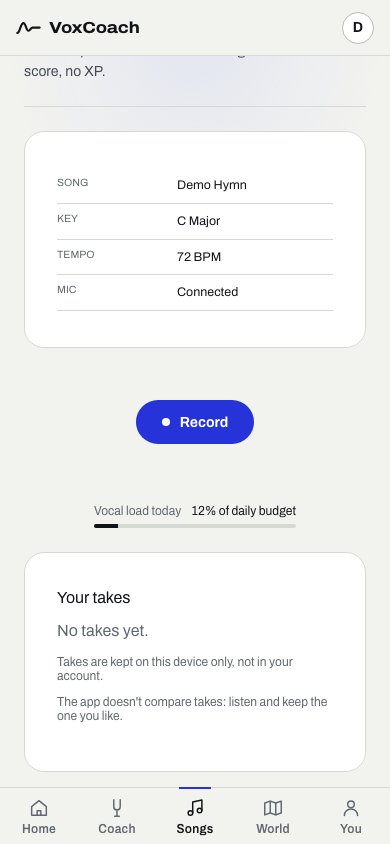 VoxCoach
D
score, no XP.
SONG Demo Hymn
KEY C Major
TEMPO 72 BPM
MIC Connected
Record
Vocal load today 12% of daily budget
Your takes
No takes yet.
Takes are kept on this device only, not in your
account.
The app doesn't compare takes: listen and keep the
one you like.
Home Coach Songs World You